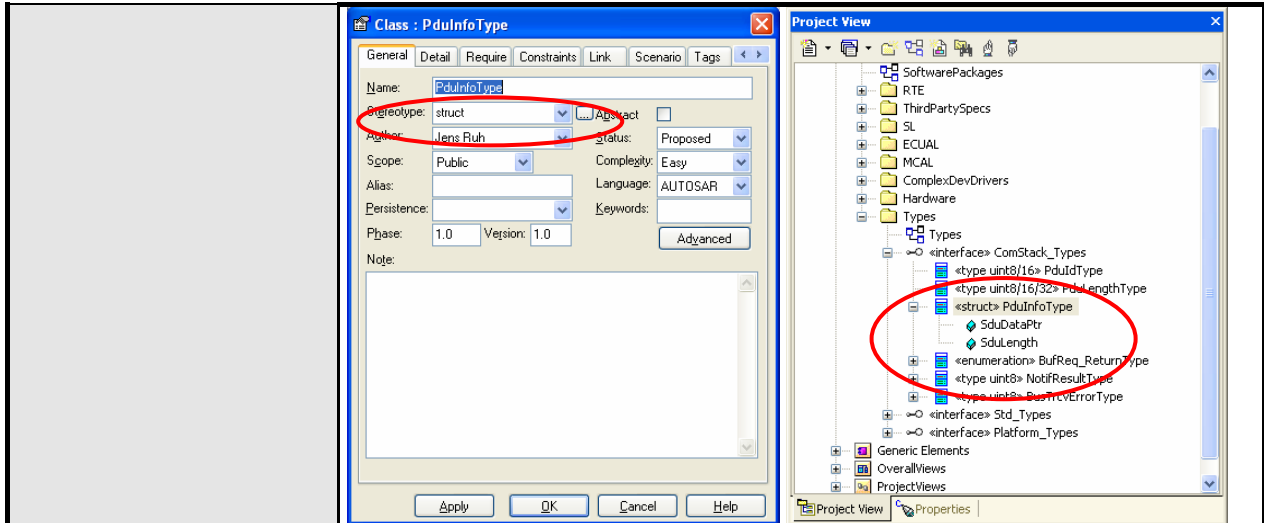 Class : PduInfoType
General Detail Require Constraints Link Scenario Tags
Name: PduInfoType
Stereotype: struct ... Abstract
Author: Jens Ruh Status: Proposed
Scope: Public Complexity: Easy
Alias: Language: AUTOSAR
Persistence: Keywords:
Phase: 1.0 Version: 1.0 Advanced
Note:
Apply OK Cancel Help
Project View
SoftwarePackages
RTE
ThirdPartySpecs
SL
ECUAL
MCAL
ComplexDevDrivers
Hardware
Types
Types
«interface» ComStack_Types
«type uint8/16» PduIdType
«type uint8/16/32» PduLengthType
«struct» PduInfoType
SduDataPtr
SduLength
«enumeration» BufReq_ReturnType
«type uint8» NotifResultType
«type uint8» BusTrcvErrorType
«interface» Std_Types
«interface» Platform_Types
Generic Elements
OverallViews
ProjectViews
Project View Properties